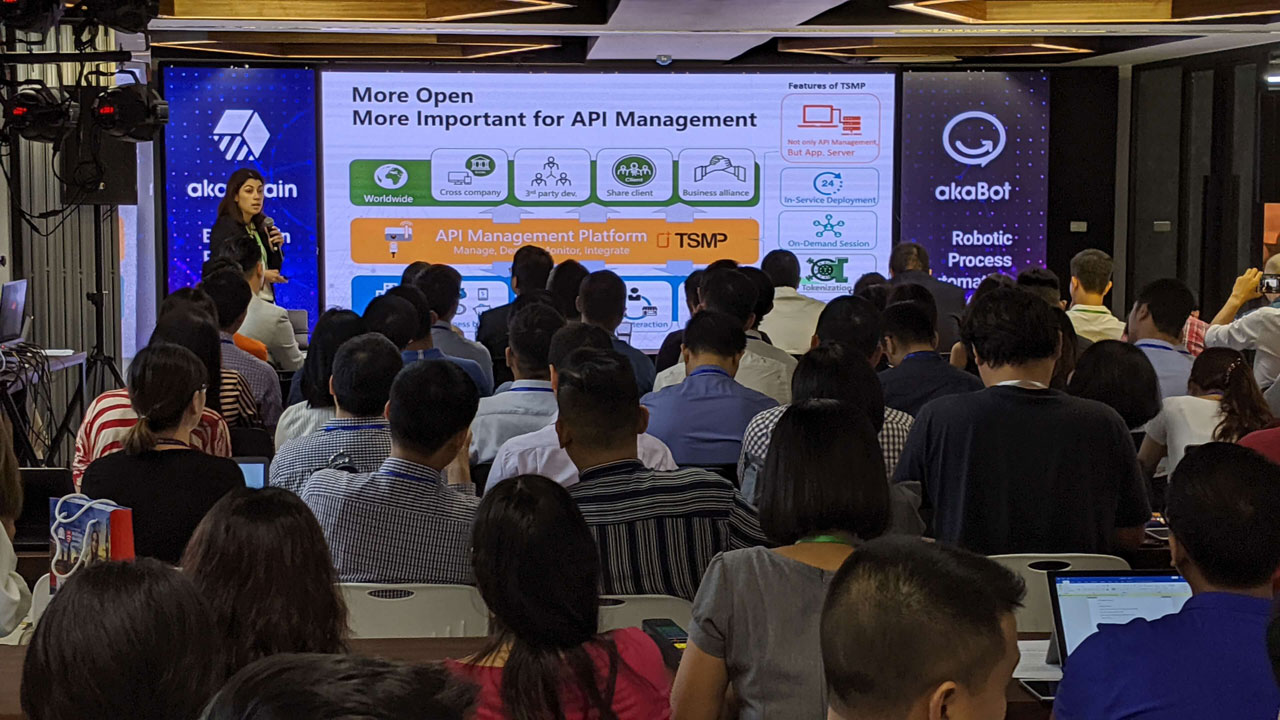 More Open
More Important for API Management
Features of TSMP
Not only API Management,
But App, Server
Worldwide
Cross company
3rd party dev.
Client
Share client
Business alliance
24
In-Service Deployment
API Management Platform
TSMP
Manage,
Monitor, Integrate
On-Demand Session
Tokenization
akaBot
Robotic
Process